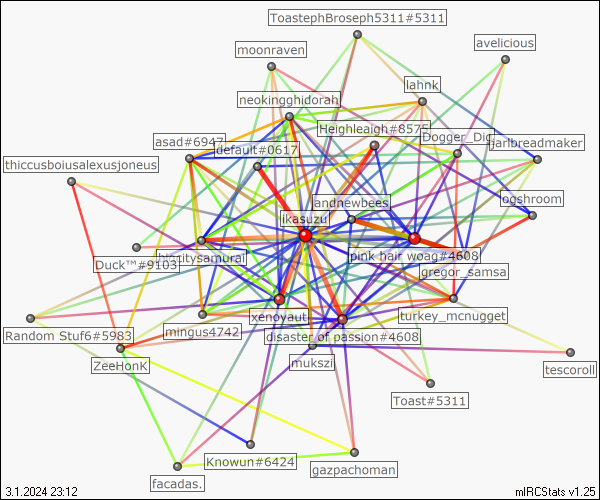 ToastephBroseph5311#5311
moonraven
avelicious
lahnk
neokingghidorah
Heighleaigh#8575
Dogger_Dig
jarlbreadmaker
asad#6947
default#0617
thiccusboiusalexusjoneus
andnewbees
ogshroom
ikasuzu
pink hair woag#4608
Duck™#9103
gregor_samsa
xenoyaut
turkey_mcnugget
Random Stuf6#5983
mingus4742
disaster of passion#4608
ZeeHonK
mukszi
tescoroll
Toast#5311
Knowun#6424
gazpachoman
facadas.
3.1.2024 23:12
mIRCStats v1.25